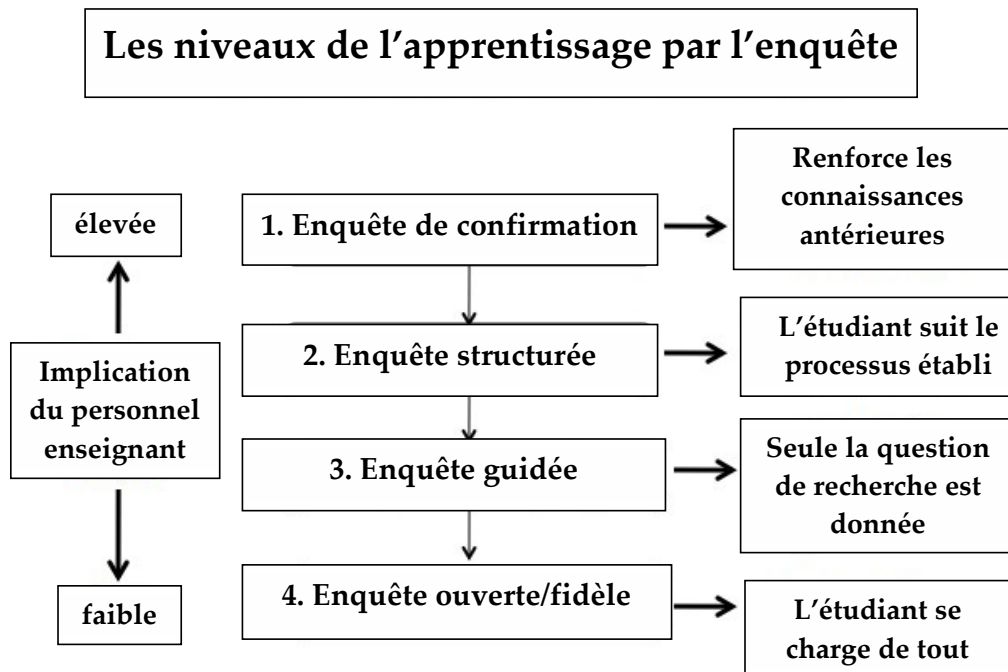 Les niveaux de l’apprentissage par l’enquête
élevée
Implication
du personnel
enseignant
faible
1. Enquête de confirmation
Renforce les
connaissances
antérieures
2. Enquête structurée
L’étudiant suit le
processus établi
3. Enquête guidée
Seule la question
de recherche est
donnée
4. Enquête ouverte/fidèle
L’étudiant se
charge de tout